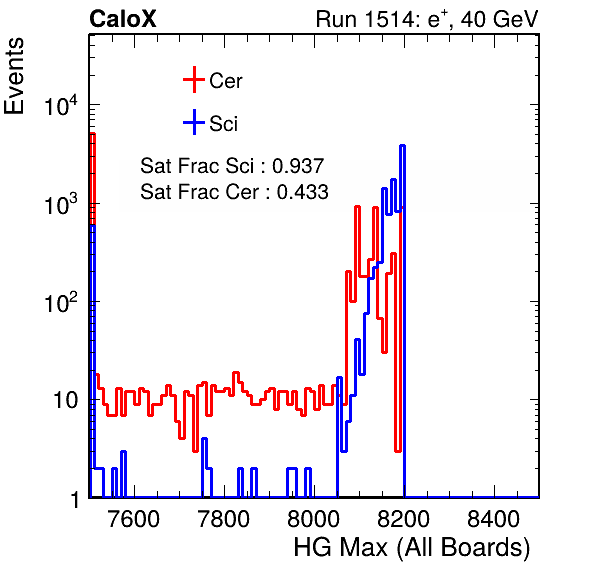 CaloX Run 1514: e⁺, 40 GeV
Events
Cer
Sci
Sat Frac Sci : 0.937
Sat Frac Cer : 0.433
10⁴
10³
10²
10
1
7600 7800 8000 8200 8400
HG Max (All Boards)